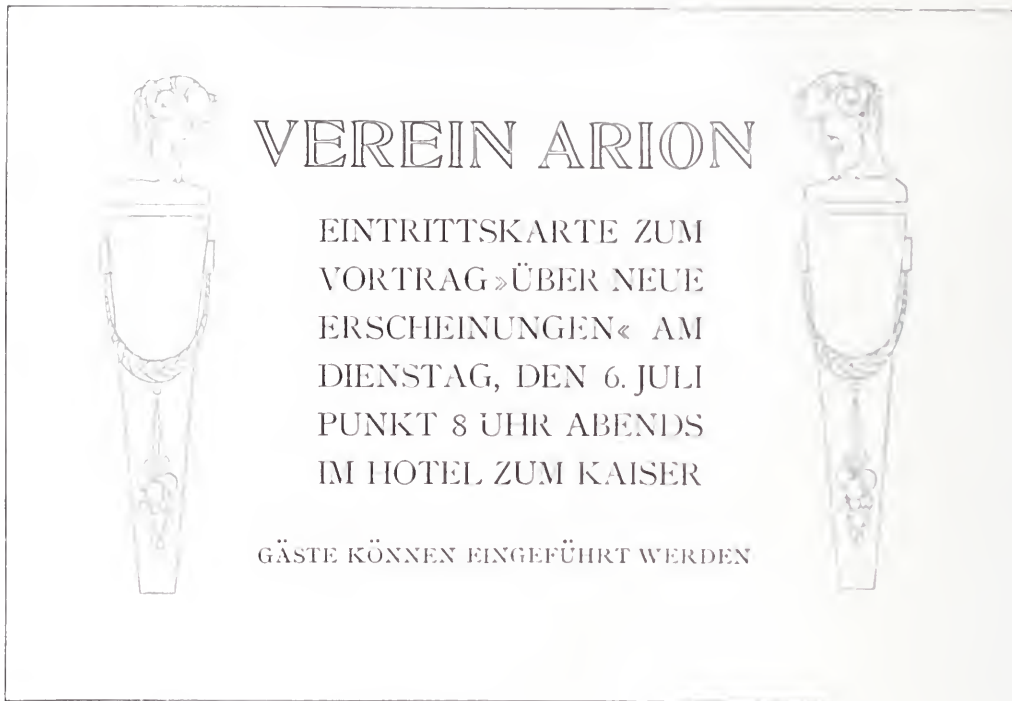 VEREIN ARION
EINTRITTSKARTE ZUM
VORTRAG »ÜBER NEUE
ERSCHEINUNGEN« AM
DIENSTAG, DEN 6. JULI
PUNKT 8 UHR ABENDS
IM HOTEL ZUM KAISER
GÄSTE KÖNNEN EINGEFÜHRT WERDEN